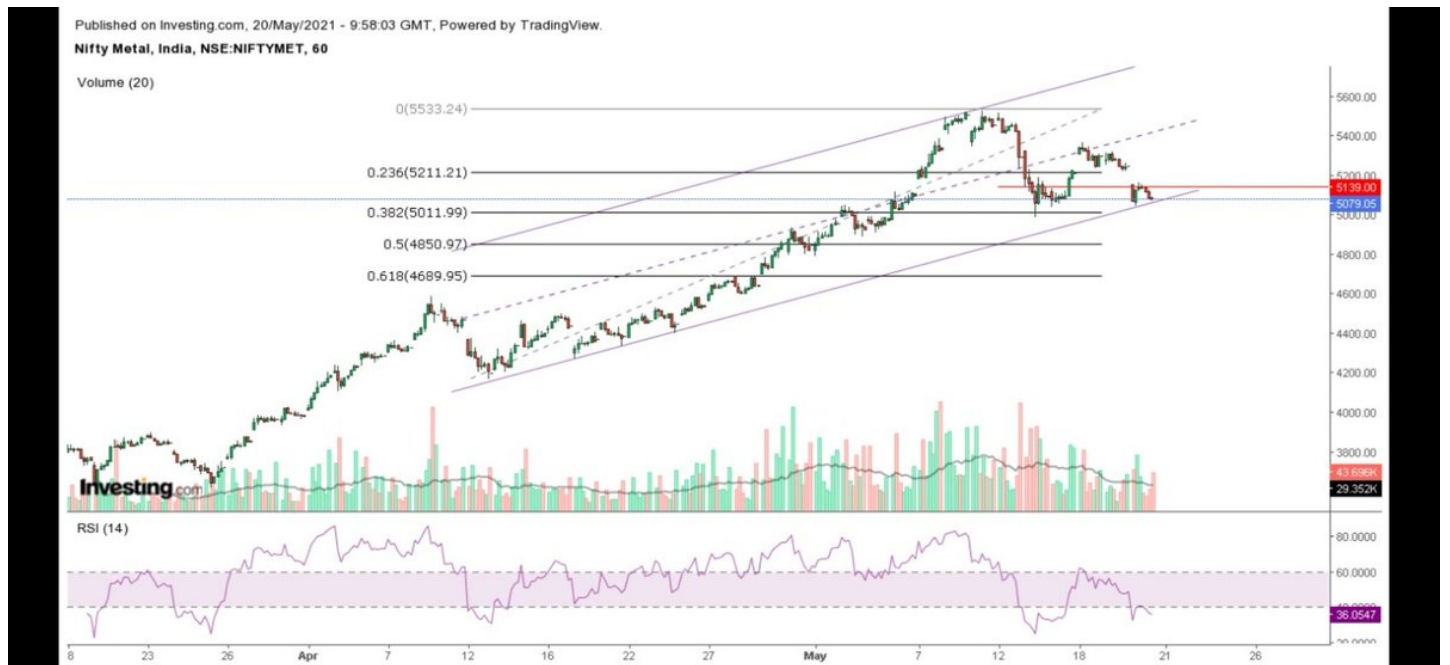 Published on Investing.com, 20/May/2021 - 9:58:03 GMT, Powered by TradingView.
Nifty Metal, India, NSE:NIFTYMET, 60
Volume (20)
0(5533.24)
0.236(5211.21)
0.382(5011.99)
0.5(4850.97)
0.618(4689.95)
5600.00
5400.00
5200.00
5139.00
5079.05
5000.00
4800.00
4600.00
4400.00
4200.00
4000.00
3800.00
43.696K
29.352K
Investing.com
RSI (14)
80.0000
60.0000
36.0547
8 23 26 Apr 7 12 16 22 27 May 7 12 18 21 26